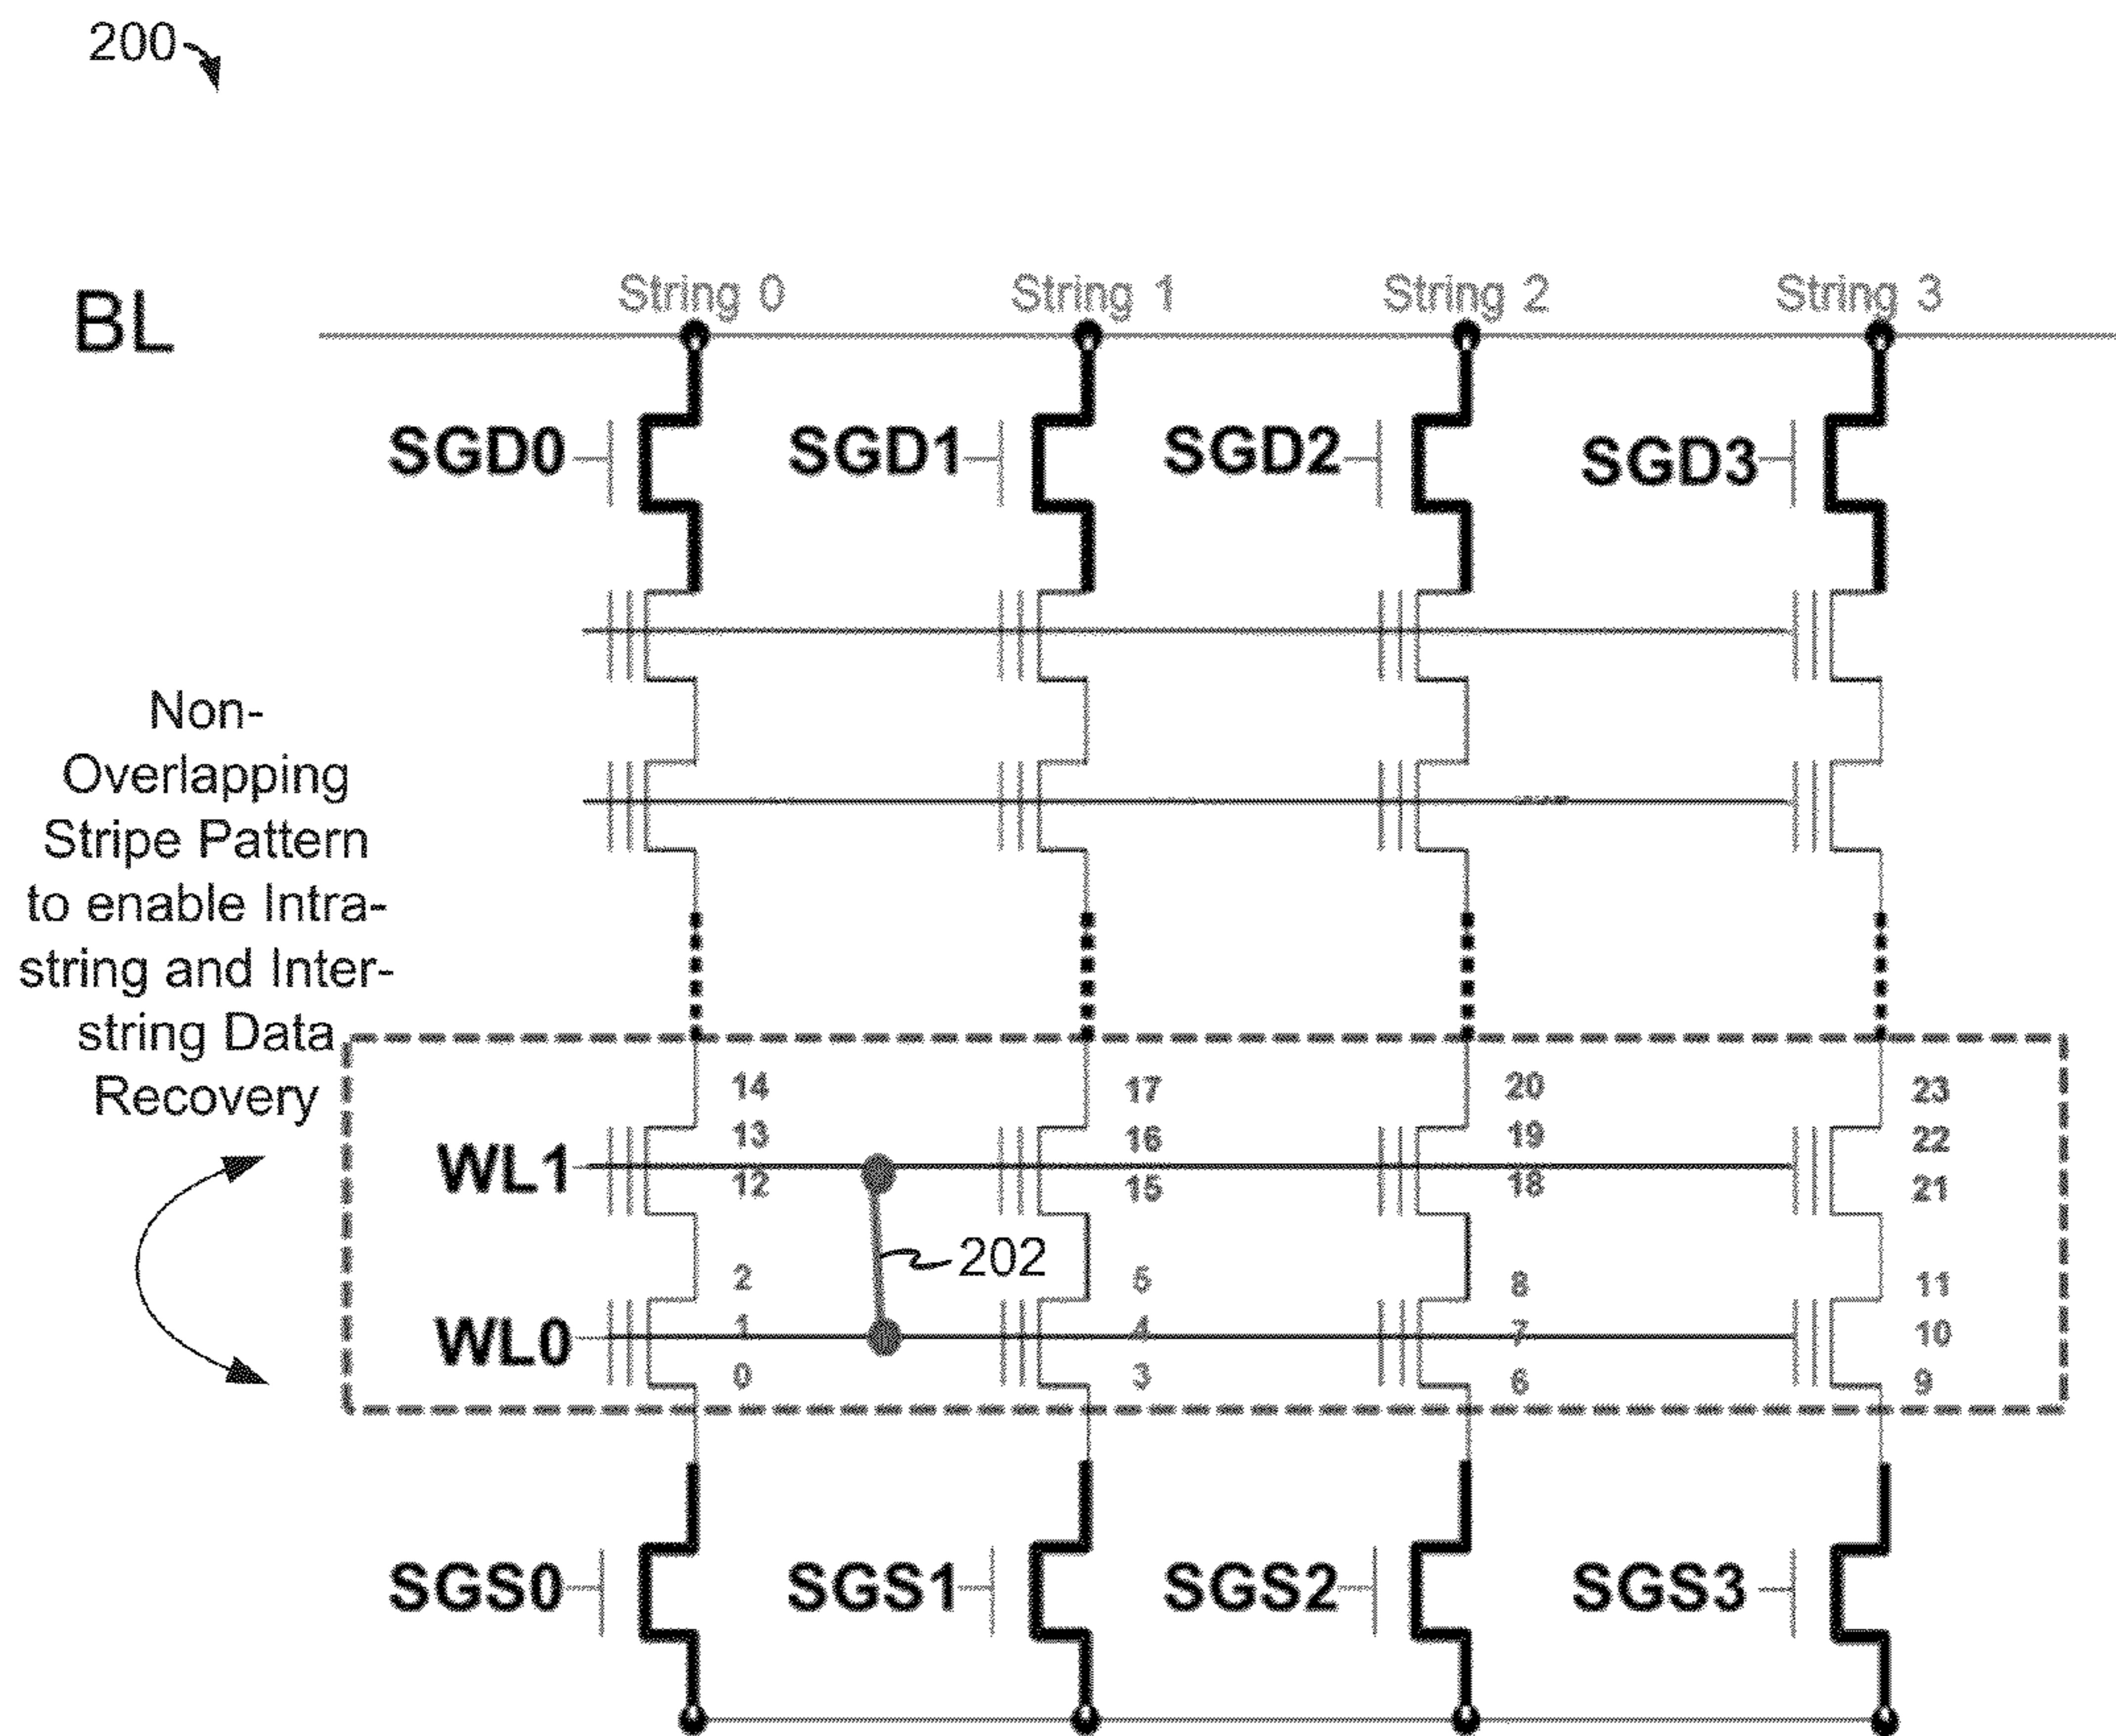 200
String 0 String 1 String 2 String 3
BL
SGD0 SGD1 SGD2 SGD3
Non-
Overlapping
Stripe Pattern
to enable Intra-
string and Inter-
string Data
Recovery
14 17 20 23
13 16 19 22
WL1
12 15 18 21
202
2 5 8 11
WL0 1 4 7 10
0 3 6 9
SGS0 SGS1 SGS2 SGS3